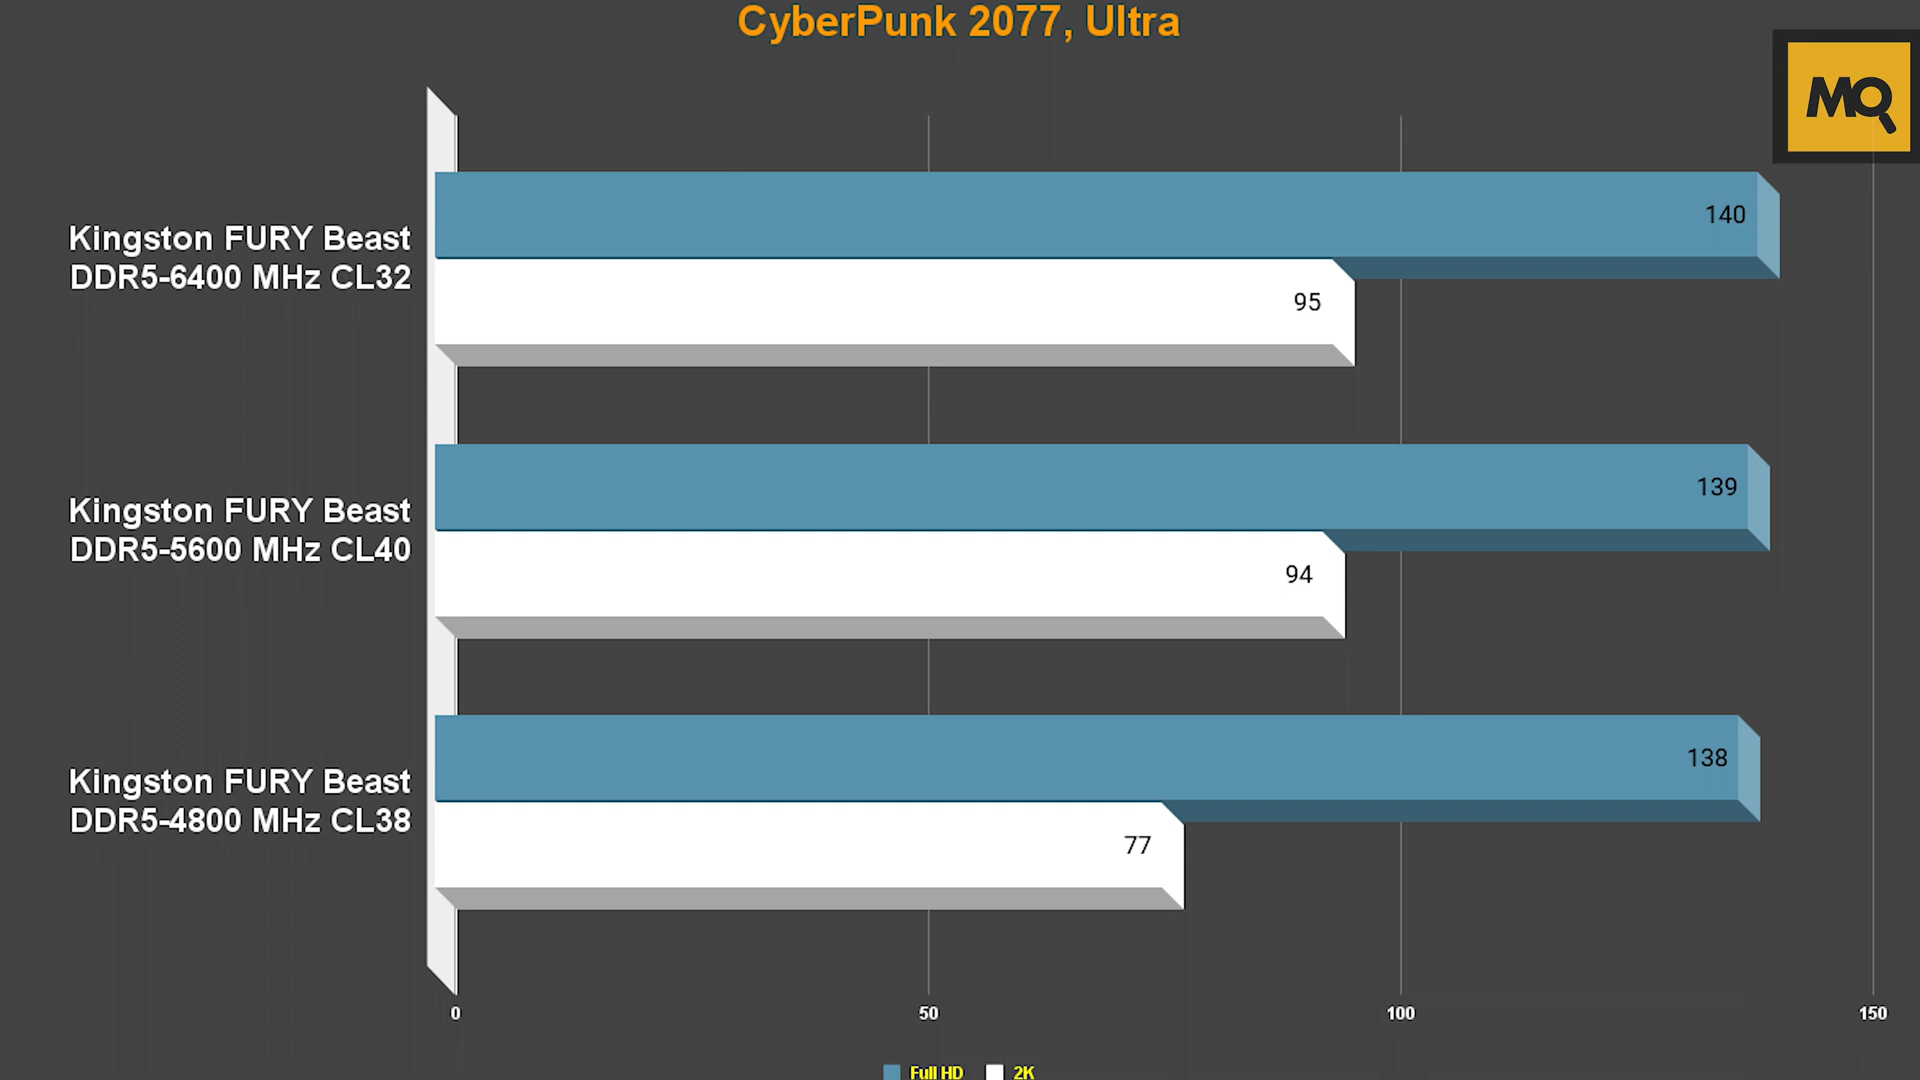 CyberPunk 2077, Ultra
MQ
Kingston FURY Beast
DDR5-6400 MHz CL32
140
95
Kingston FURY Beast
DDR5-5600 MHz CL40
139
94
Kingston FURY Beast
DDR5-4800 MHz CL38
138
77
0 50 100 150
Full HD 2K